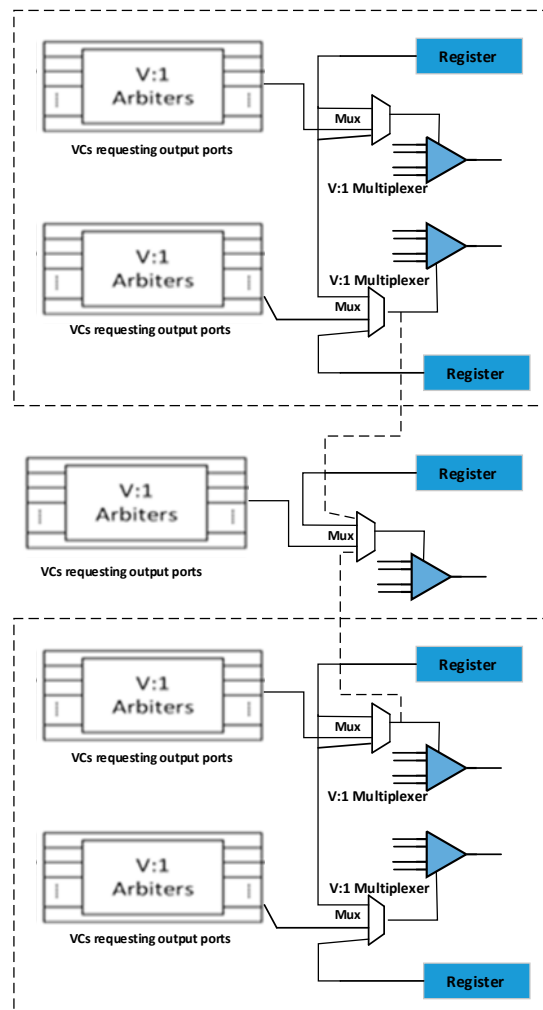 Register
V:1
Arbiters
Mux
VCs requesting output ports
V:1 Multiplexer
V:1
Arbiters
V:1 Multiplexer
Mux
VCs requesting output ports
Register
Register
V:1
Arbiters
Mux
VCs requesting output ports
Register
V:1
Arbiters
Mux
VCs requesting output ports
V:1 Multiplexer
V:1
Arbiters
V:1 Multiplexer
Mux
VCs requesting output ports
Register